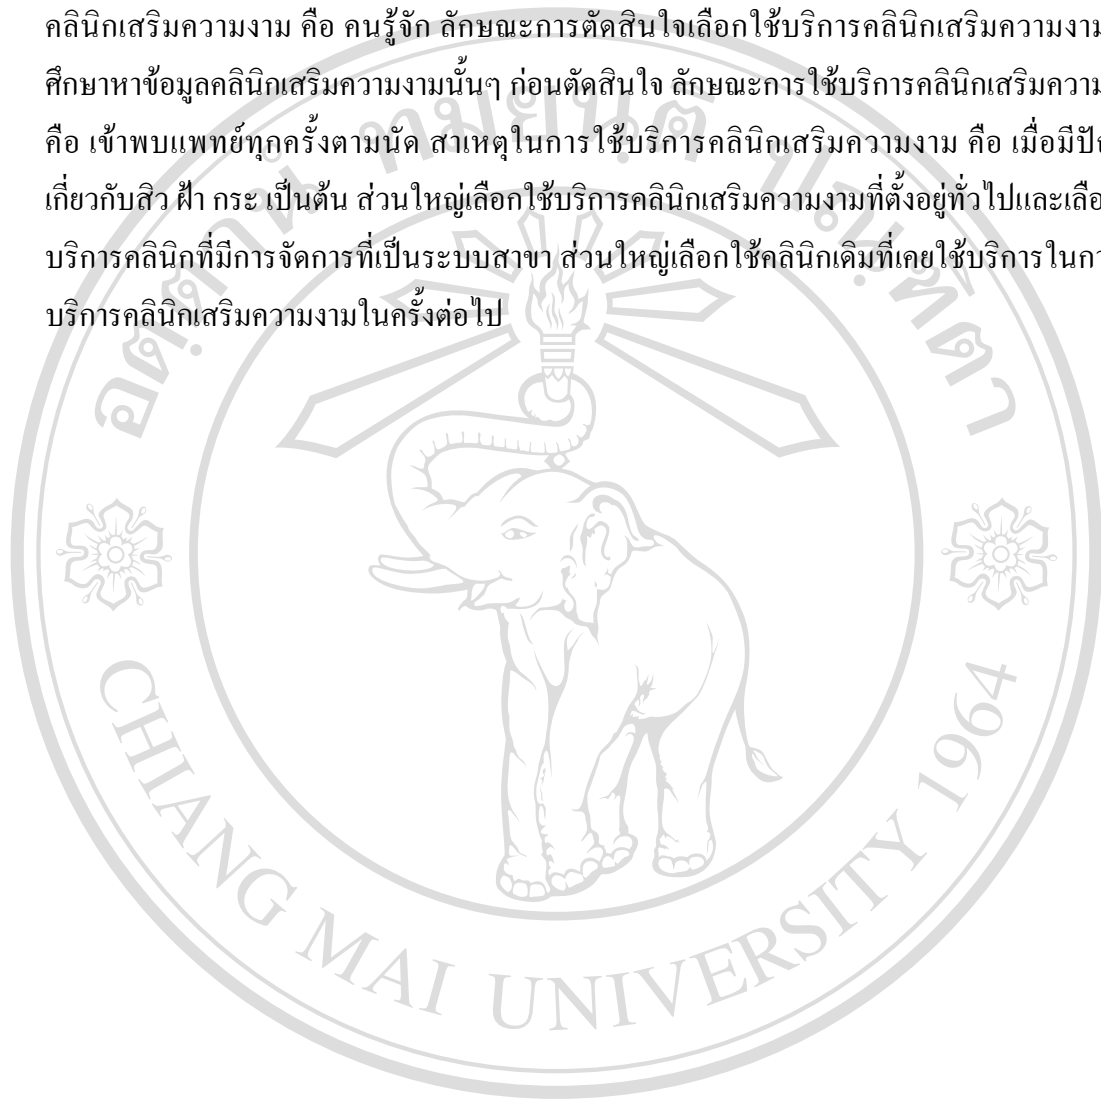 คลินิกเสริมความงาม คือ คนรู้จัก ลักษณะการตัดสินใจเลือกใช้บริการคลินิกเสริมความงาม
ศึกษาหาข้อมูลคลินิกเสริมความงามนั้นๆ ก่อนตัดสินใจ ลักษณะการใช้บริการคลินิกเสริมความ
คือ เข้าพบแพทย์ทุกครั้งตามนัด สาเหตุในการใช้บริการคลินิกเสริมความงาม คือ เมื่อมี
เกี่ยวกับสิว ฝ้า กระ เป็นต้น ส่วนใหญ่เลือกใช้บริการคลินิกเสริมความงามที่ตั้งอยู่ทั่วไปและ
บริการคลินิกที่มีการจัดการที่เป็นระบบสาขา ส่วนใหญ่เลือกใช้คลินิกเดิมที่เคยใช้บริการใน
บริการคลินิกเสริมความงามในครั้งต่อไป
อตฺตานํ ทมยนฺติ ปณฺฑิตา
CHIANG MAI UNIVERSITY 1964